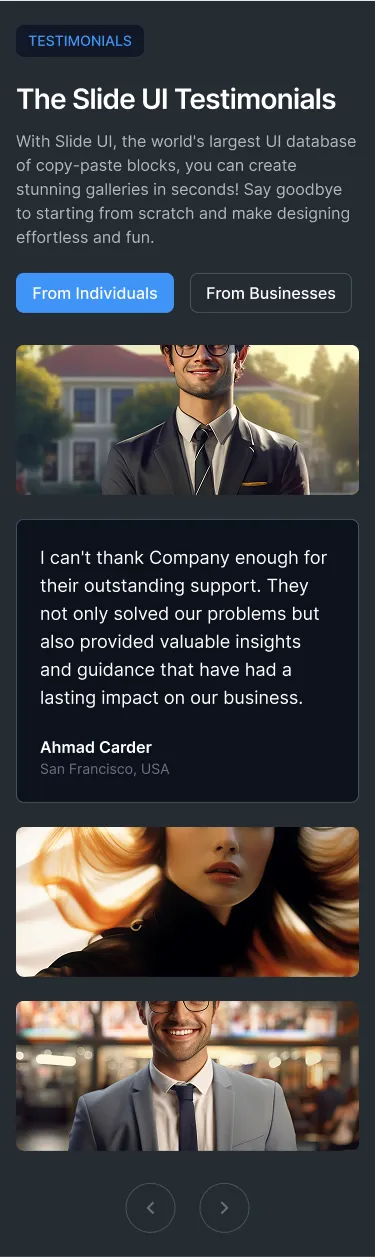 TESTIMONIALS
The Slide UI Testimonials
With Slide UI, the world's largest UI database
of copy-paste blocks, you can create
stunning galleries in seconds! Say goodbye
to starting from scratch and make designing
effortless and fun.
From Individuals
From Businesses
I can't thank Company enough for
their outstanding support. They
not only solved our problems but
also provided valuable insights
and guidance that have had a
lasting impact on our business.
Ahmad Carder
San Francisco, USA